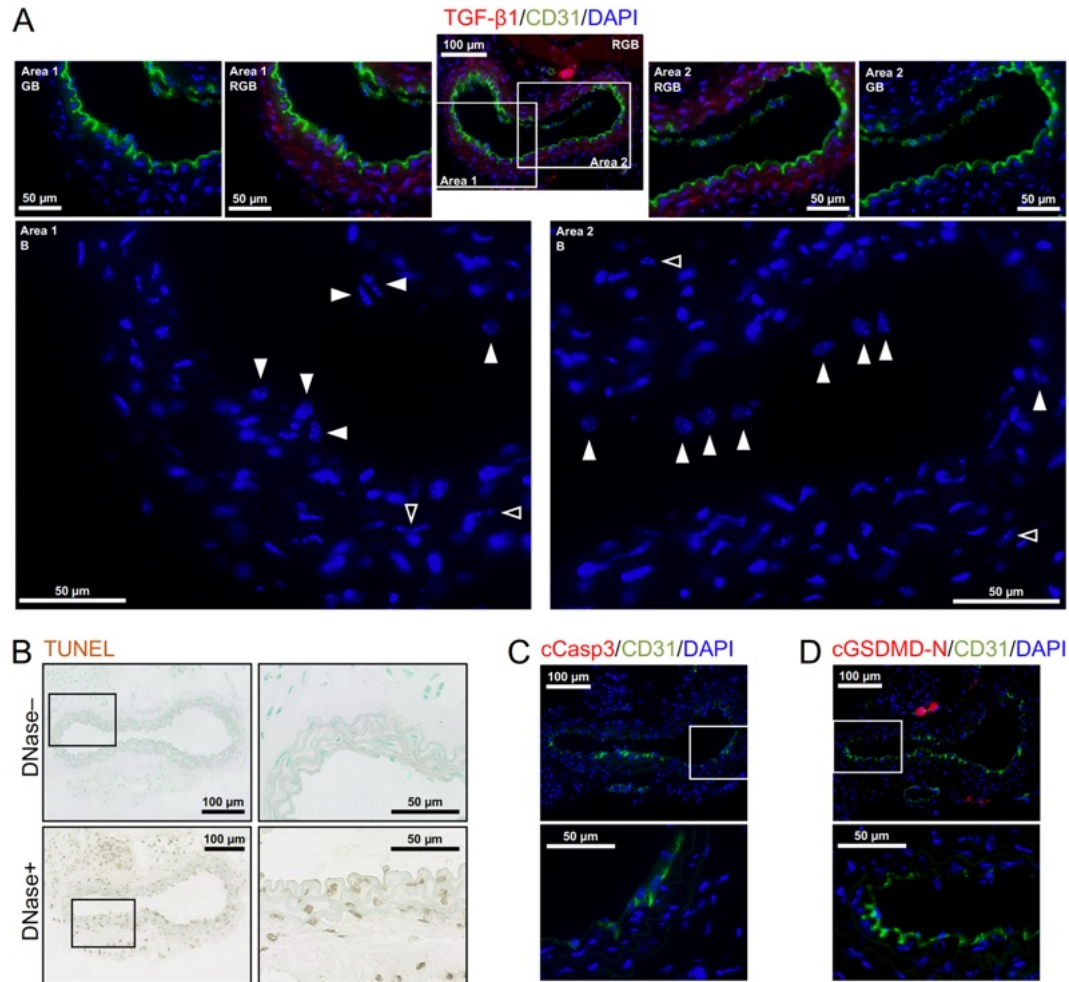 A
TGF-β1/CD31/DAPI
Area 1
GB
50 µm
Area 1
RGB
50 µm
100 µm
RGB
Area 1
Area 2
Area 2
RGB
50 µm
Area 2
GB
50 µm
Area 1
B
50 µm
Area 2
B
50 µm
B
TUNEL
DNase–
100 µm
50 µm
DNase+
100 µm
50 µm
C
cCasp3/CD31/DAPI
100 µm
50 µm
D
cGSDMD-N/CD31/DAPI
100 µm
50 µm